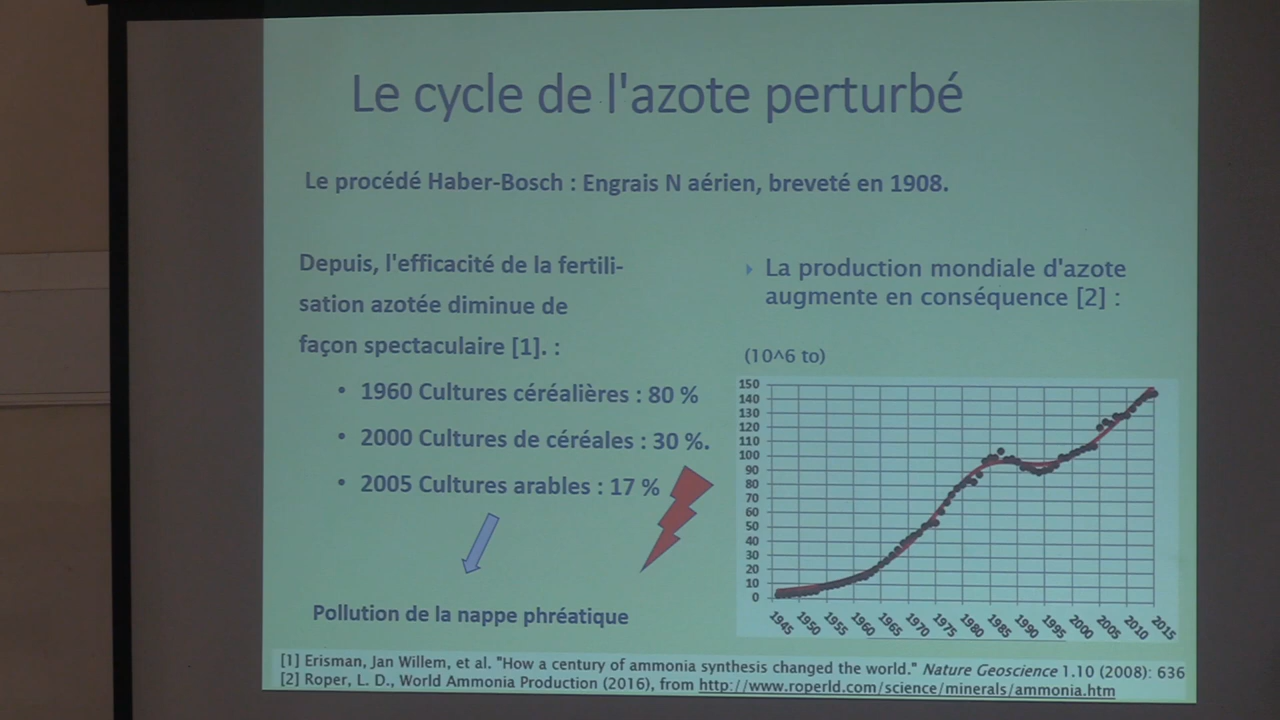 Le cycle de l'azote perturbé
Le procédé Haber-Bosch : Engrais N aérien, breveté en 1908.
Depuis, l'efficacité de la fertili-
sation azotée diminue de
façon spectaculaire [1]. :
• 1960 Cultures céréalières : 80 %
• 2000 Cultures de céréales : 30 %.
• 2005 Cultures arables : 17 %
Pollution de la nappe phréatique
La production mondiale d'azote
augmente en conséquence [2] :
(10^6 to)
150
140
130
120
110
100
90
80
70
60
50
40
30
20
10
0
1945 1950 1955 1960 1965 1970 1975 1980 1985 1990 1995 2000 2005 2010 2015
[1] Erisman, Jan Willem, et al. "How a century of ammonia synthesis changed the world." Nature Geoscience 1.10 (2008): 636
[2] Roper, L. D., World Ammonia Production (2016), from http://www.roperld.com/science/minerals/ammonia.htm